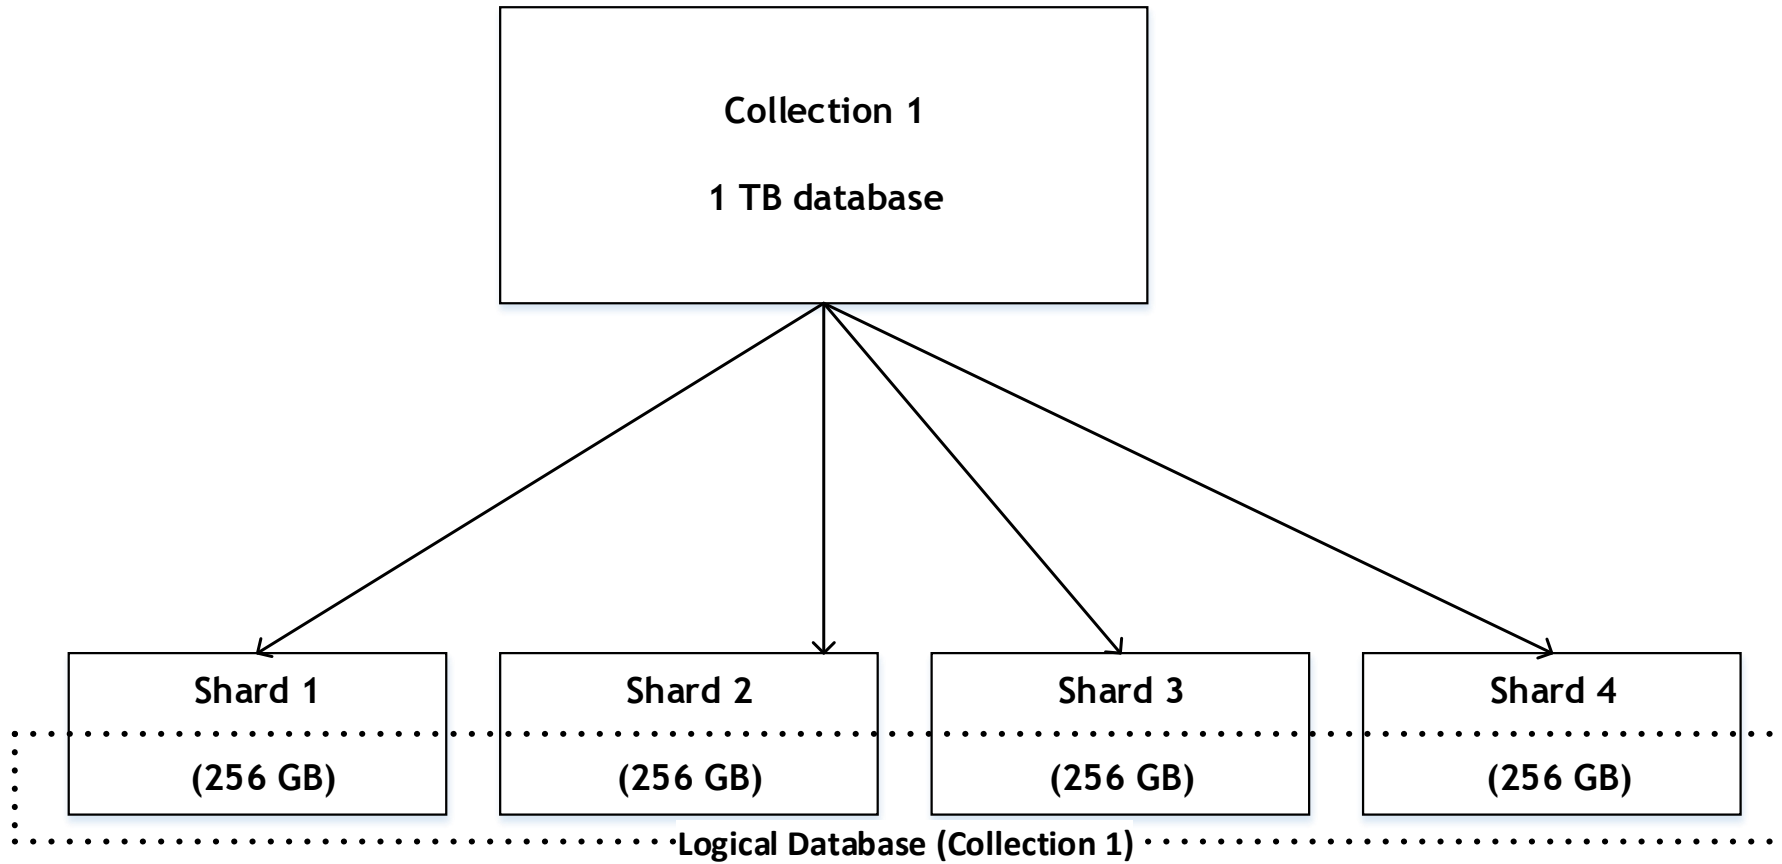 Collection 1
1 TB database
Shard 1
Shard 2
Shard 3
Shard 4
(256 GB)
(256 GB)
(256 GB)
(256 GB)
Logical Database (Collection 1)